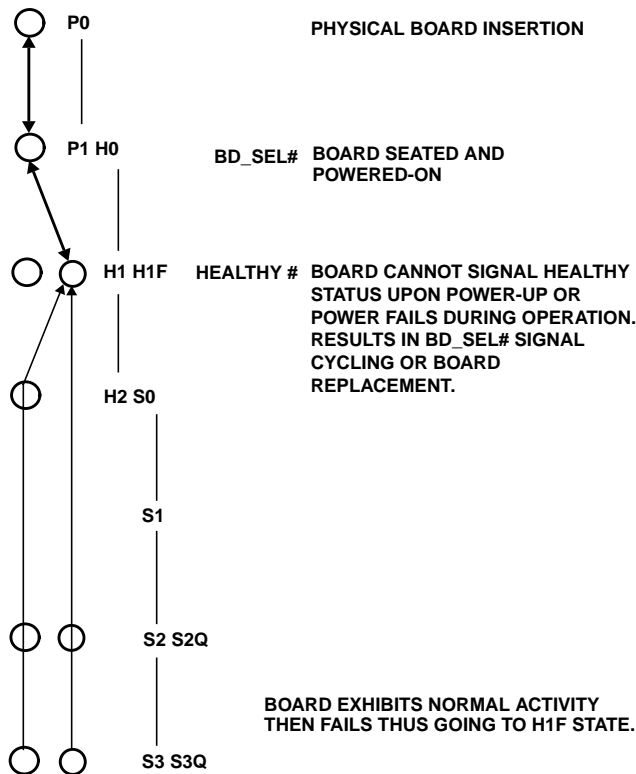 P0 PHYSICAL BOARD INSERTION
P1 H0 BD_SEL# BOARD SEATED AND
POWERED-ON
H1 H1F HEALTHY # BOARD CANNOT SIGNAL HEALTHY
STATUS UPON POWER-UP OR
POWER FAILS DURING OPERATION.
RESULTS IN BD_SEL# SIGNAL
CYCLING OR BOARD
REPLACEMENT.
H2 S0
S1
S2 S2Q
BOARD EXHIBITS NORMAL ACTIVITY
THEN FAILS THUS GOING TO H1F STATE.
S3 S3Q